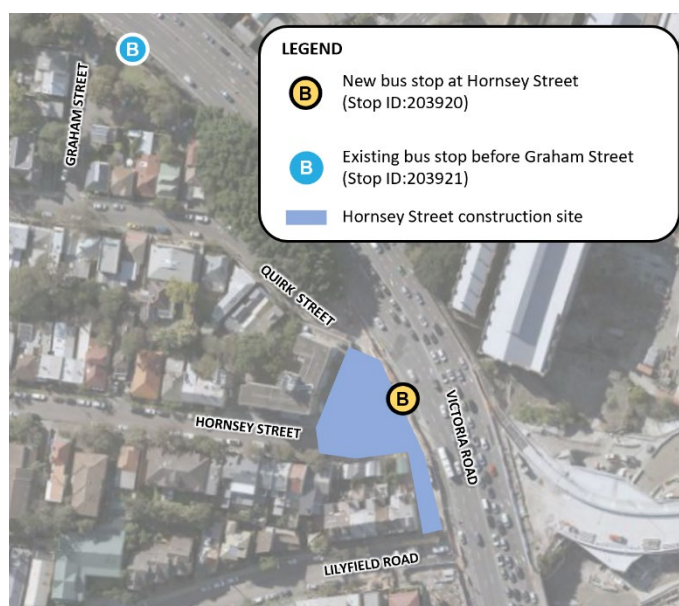 LEGEND
B
New bus stop at Hornsey Street
(Stop ID:203920)
B
Existing bus stop before Graham Street
(Stop ID:203921)
Hornsey Street construction site
B
GRAHAM STREET
QUIRK STREET
B
HORNSEY STREET
VICTORIA ROAD
LILYFIELD ROAD